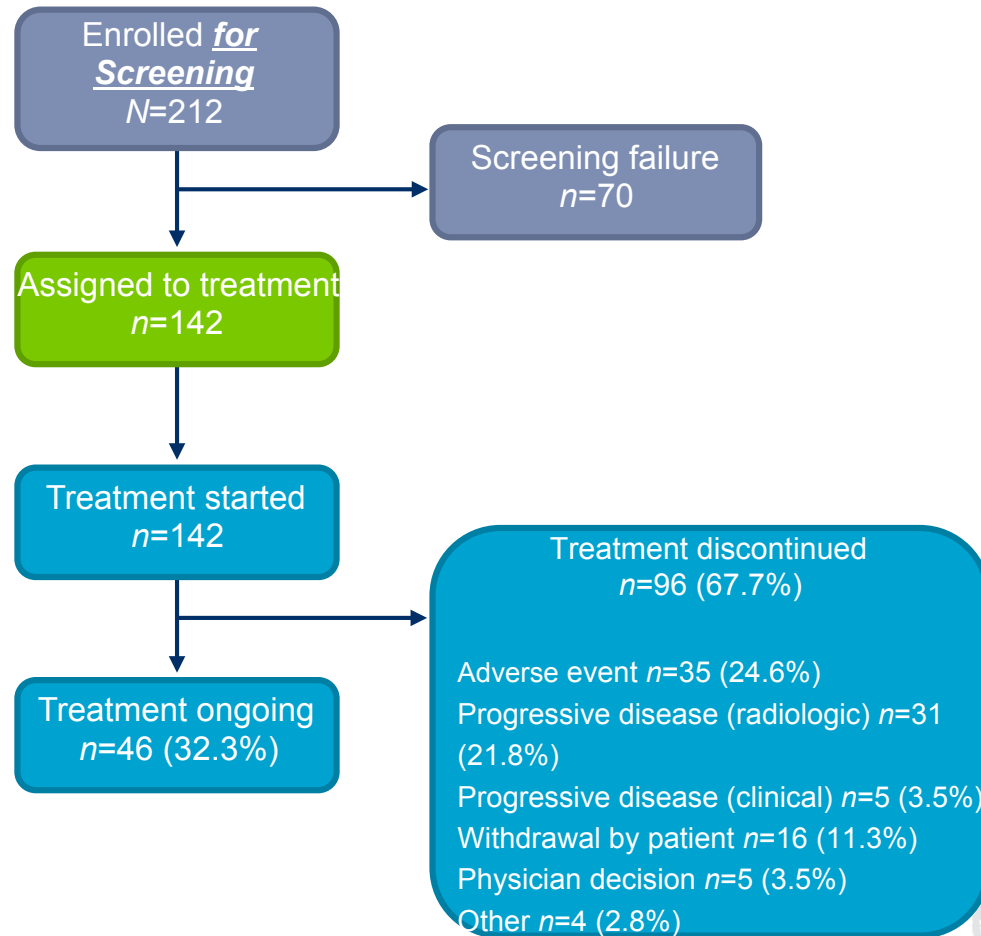 Enrolled for
Screening
N=212
Screening failure
n=70
Assigned to treatment
n=142
Treatment started
n=142
Treatment discontinued
n=96 (67.7%)
Adverse event n=35 (24.6%)
Progressive disease (radiologic) n=31
(21.8%)
Progressive disease (clinical) n=5 (3.5%)
Withdrawal by patient n=16 (11.3%)
Physician decision n=5 (3.5%)
Other n=4 (2.8%)
Treatment ongoing
n=46 (32.3%)